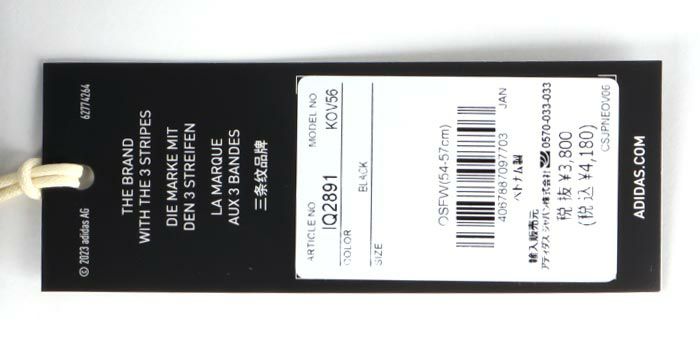 62774264
THE BRAND
WITH THE 3 STRIPES
DIE MARKE MIT
DEN 3 STREIFEN
LA MARQUE
AUX 3 BANDES
三条纹品牌
© 2023 adidas AG
ARTICLE NO
MODEL NO
IQ2891
KOV56
COLOR
BLACK
SIZE
OSFW(54-57cm)
JAN
4067887097703
ベトナム製
輸入販売元
アディダス ジャパン株式会社 0570-033-033
税 抜 ¥3,800
(税 込 ¥4,180)
CSJPNEOV06
ADIDAS.COM